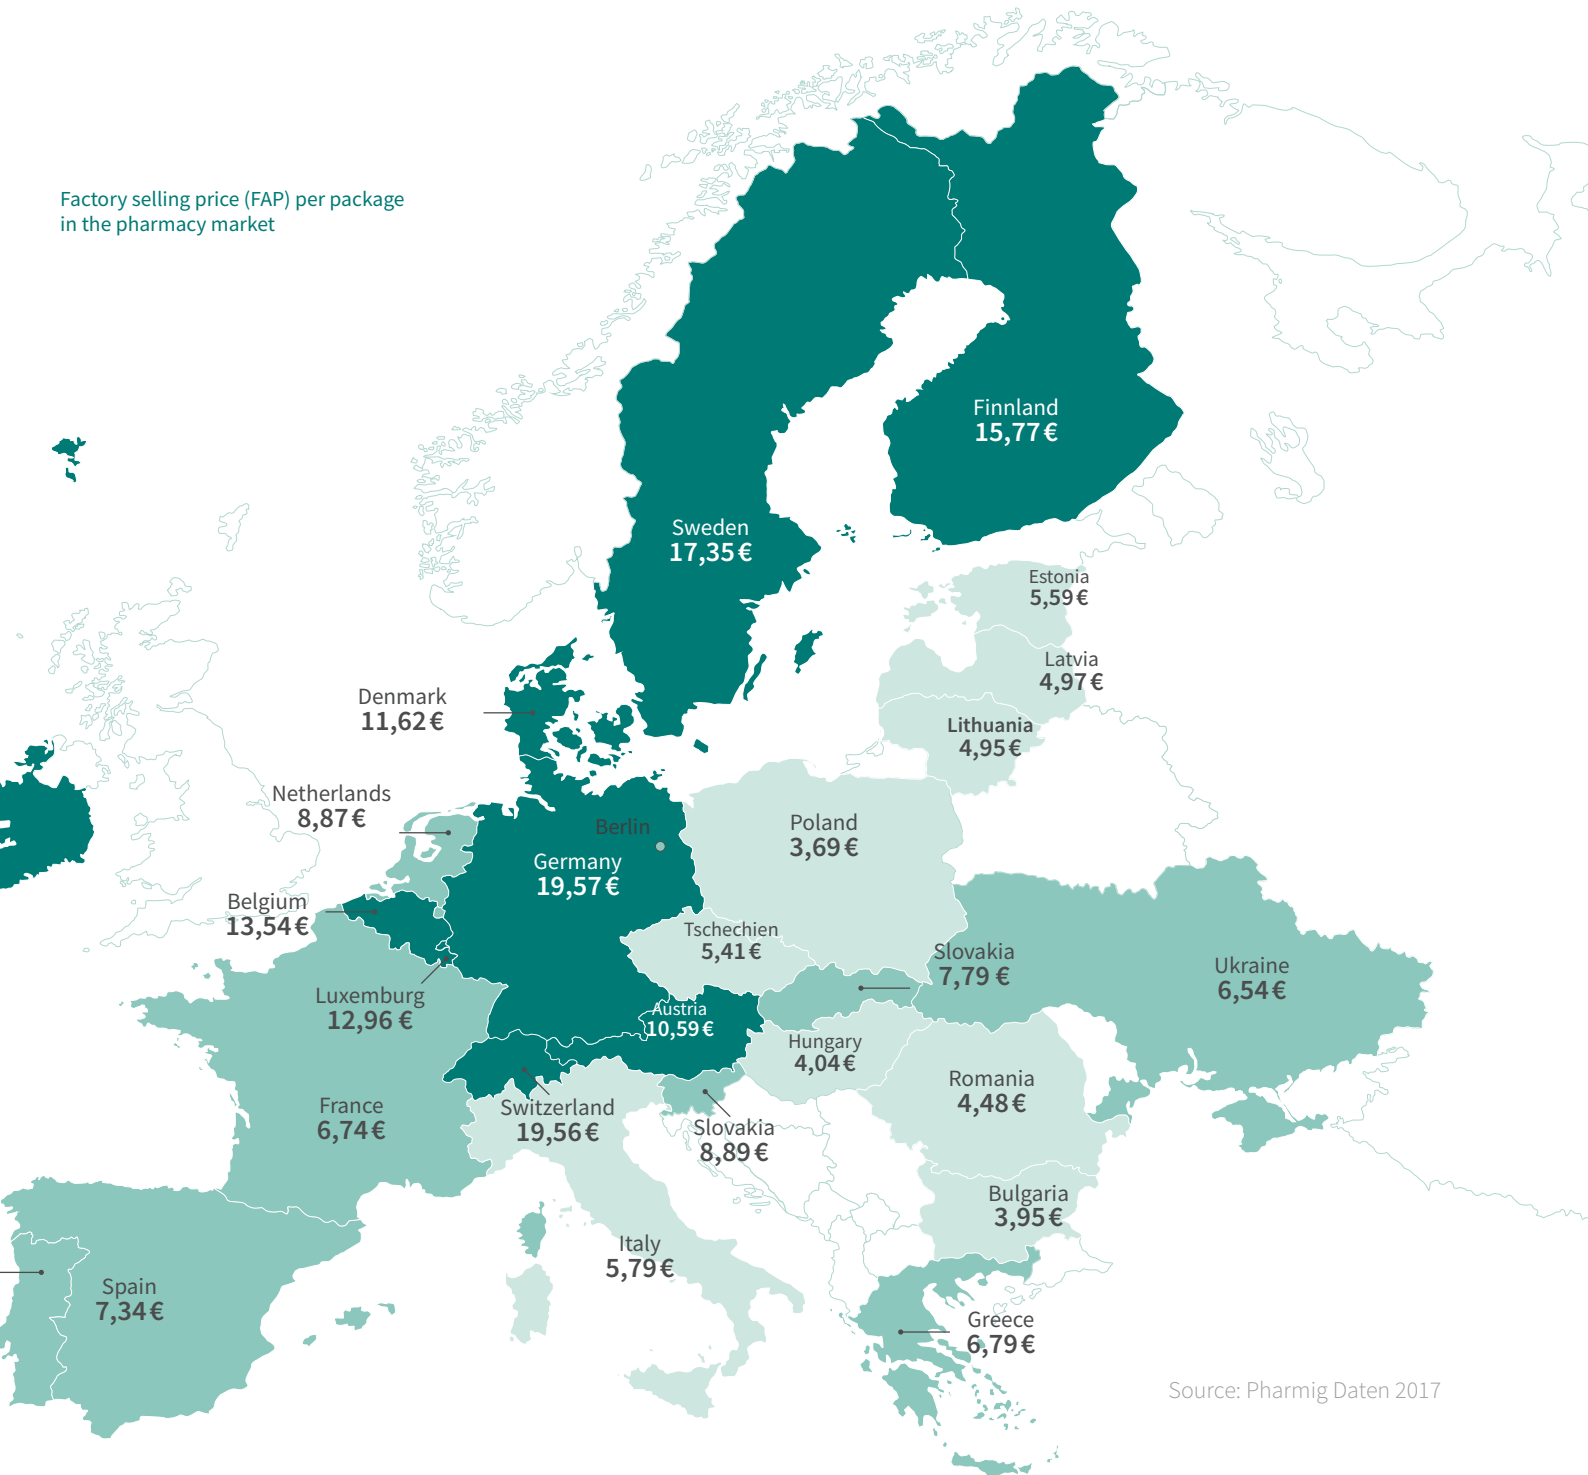 Factory selling price (FAP) per package
in the pharmacy market
Finnland
15,77 €
Sweden
17,35 €
Estonia
5,59 €
Latvia
4,97 €
Lithuania
4,95 €
Denmark
11,62 €
Netherlands
8,87 €
Berlin
Germany
19,57 €
Poland
3,69 €
Belgium
13,54 €
Tschechien
5,41 €
Slovakia
7,79 €
Ukraine
6,54 €
Luxemburg
12,96 €
Austria
10,59 €
Hungary
4,04 €
Romania
4,48 €
France
6,74 €
Switzerland
19,56 €
Slovakia
8,89 €
Bulgaria
3,95 €
Italy
5,79 €
Spain
7,34 €
Greece
6,79 €
Source: Pharmig Daten 2017